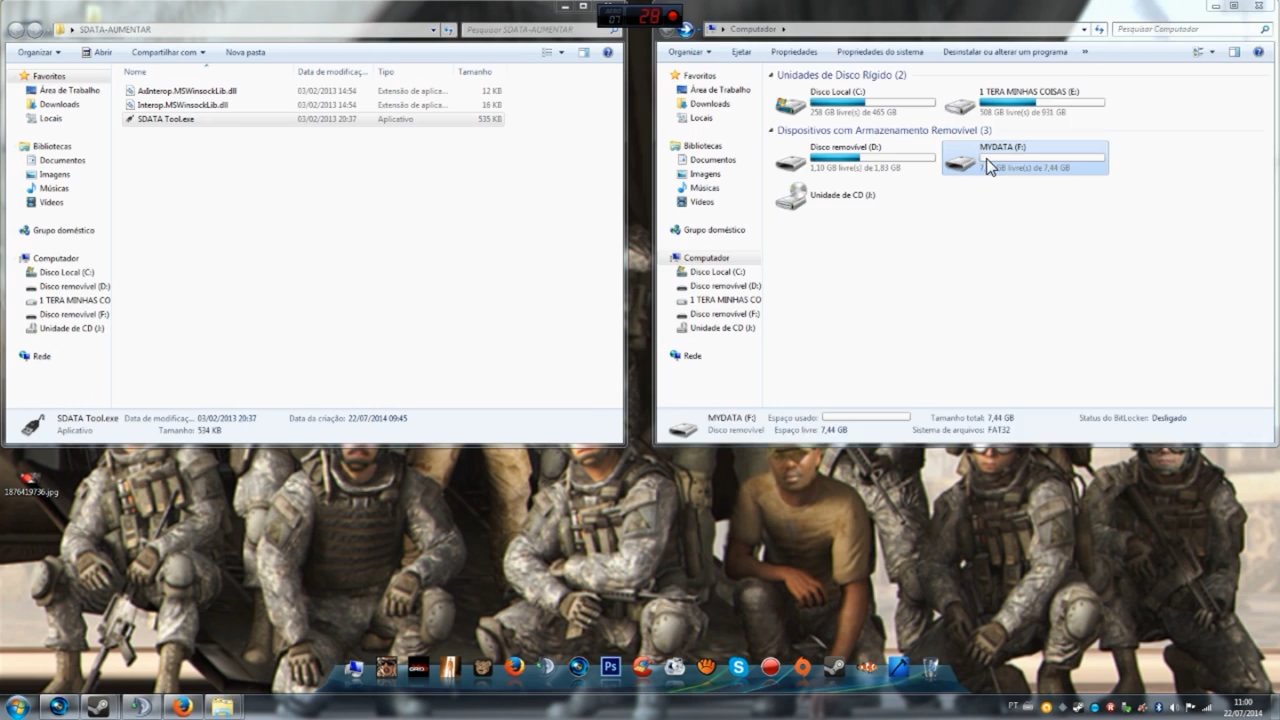 SDATA-AUMENTAR
Pesquisar SDATA-AUMENTAR
Organizar
Abrir
Compartilhar com
Nova pasta
Nome
Data de modificaç...
Tipo
Tamanho
Favoritos
Área de Trabalho
Downloads
Locais
Bibliotecas
Documentos
Imagens
Músicas
Vídeos
Grupo doméstico
Computador
Disco Local (C:)
Disco removível (D:)
1 TERA MINHAS CO
Disco removível (F:)
Unidade de CD (J:)
Rede
AxInterop.MSWinsockLib.dll 03/02/2013 14:54 Extensão de aplica... 12 KB
Interop.MSWinsockLib.dll 03/02/2013 14:54 Extensão de aplica... 16 KB
SDATA Tool.exe 03/02/2013 20:37 Aplicativo 535 KB
SDATA Tool.exe Data de modificaç... 03/02/2013 20:37 Data da criação: 22/07/2014 09:45
Aplicativo Tamanho: 534 KB
07 28
Computador
Pesquisar Computador
Organizar
Ejetar
Propriedades
Propriedades do sistema
Desinstalar ou alterar um programa
»
Favoritos
Área de Trabalho
Downloads
Locais
Bibliotecas
Documentos
Imagens
Músicas
Vídeos
Grupo doméstico
Computador
Disco Local (C:)
Disco removível (D:)
1 TERA MINHAS CO
Disco removível (F:)
Unidade de CD (J:)
Rede
Unidades de Disco Rígido (2)
Disco Local (C:)
258 GB livre(s) de 465 GB
1 TERA MINHAS COISAS (E:)
508 GB livre(s) de 931 GB
Dispositivos com Armazenamento Removível (3)
Disco removível (D:)
1,10 GB livre(s) de 1,83 GB
MYDATA (F:)
GB livre(s) de 7,44 GB
Unidade de CD (J:)
MYDATA (F:) Espaço usado: Tamanho total: 7,44 GB Status do BitLocker: Desligado
Disco removível Espaço livre: 7,44 GB Sistema de arquivos: FAT32
1876419736.jpg
GRID
Ps
PT
11:00
22/07/2014